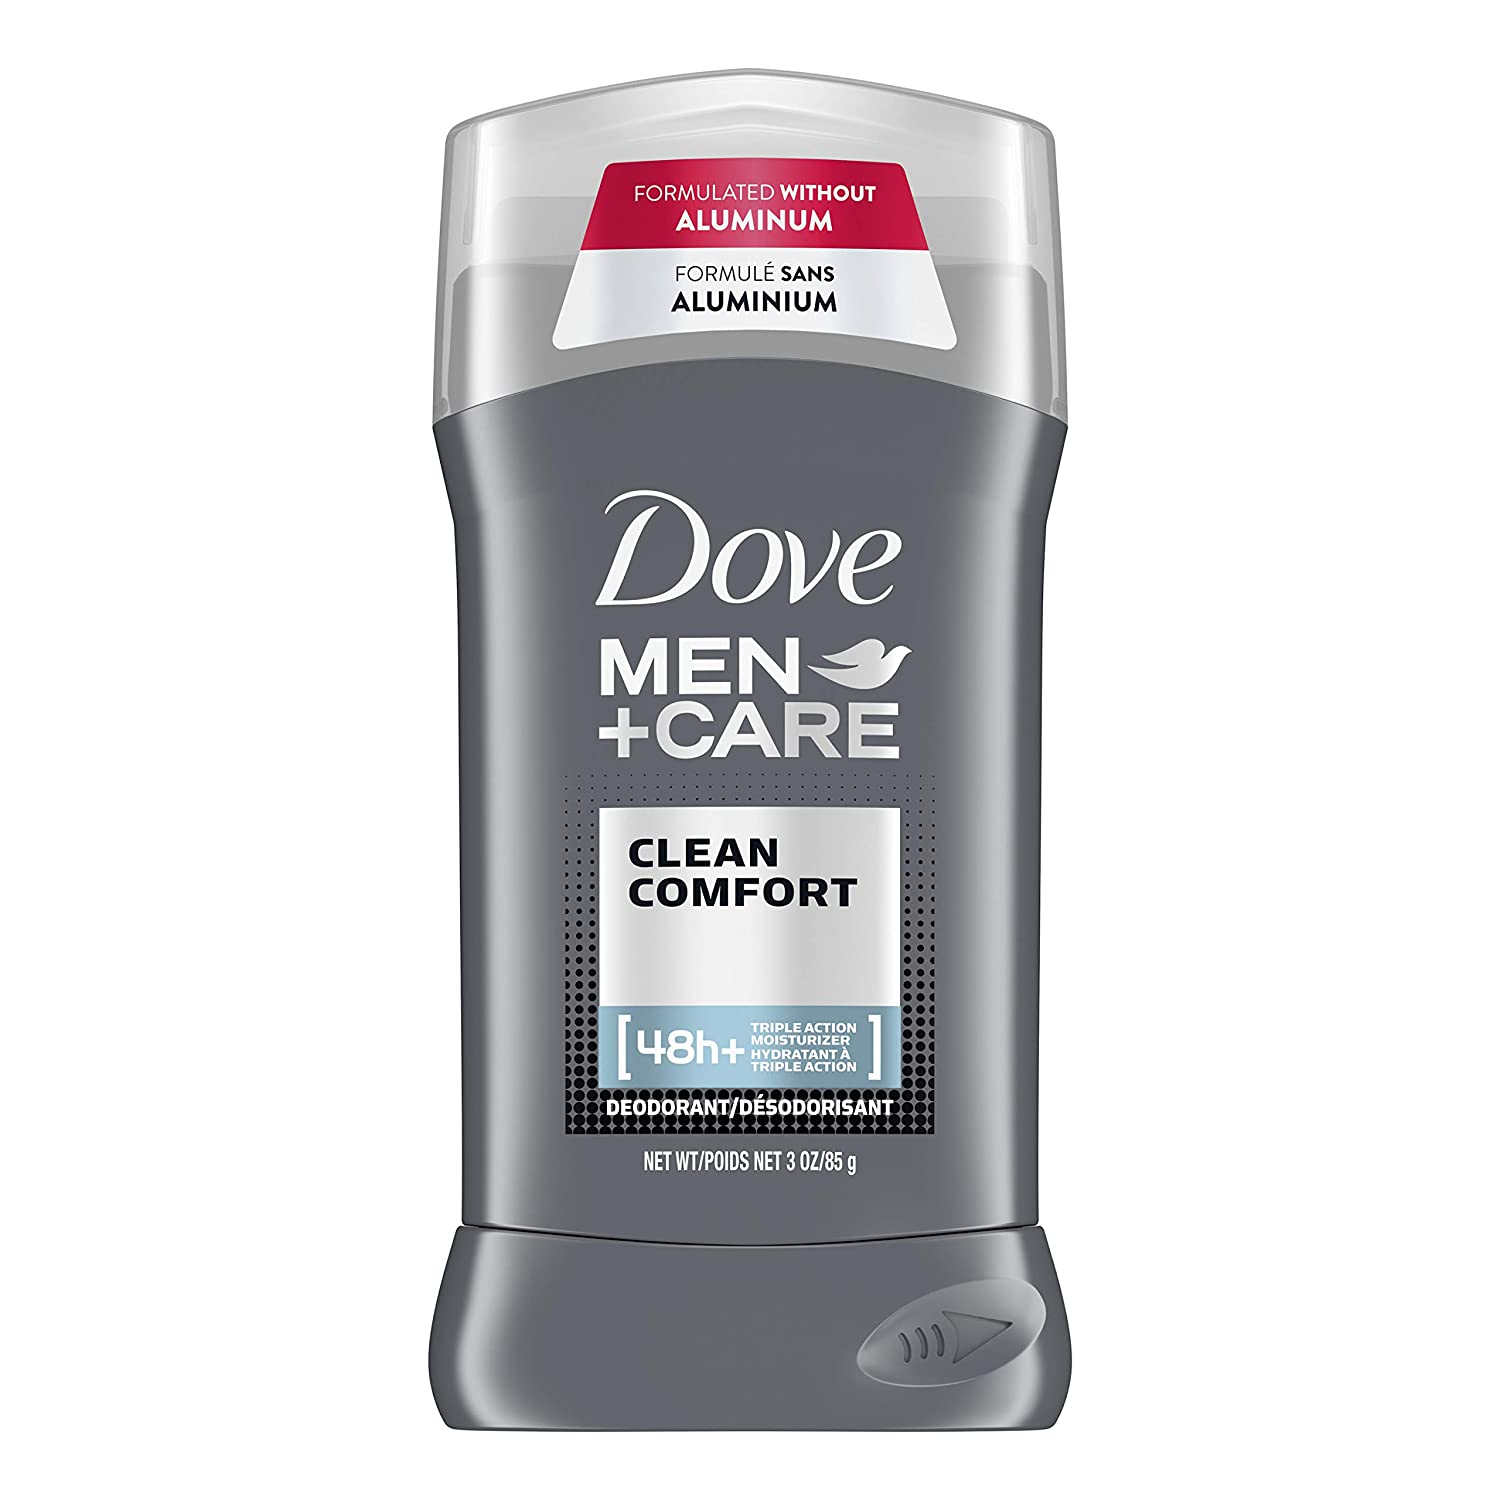 FORMULATED WITHOUT
ALUMINUM
FORMULÉ SANS
ALUMINIUM
Dove
MEN
+CARE
CLEAN
COMFORT
[48h+ TRIPLE ACTION
MOISTURIZER
HYDRATANT À
TRIPLE ACTION]
DEODORANT/DÉSODORISANT
NET WT/POIDS NET 3 OZ/85 g